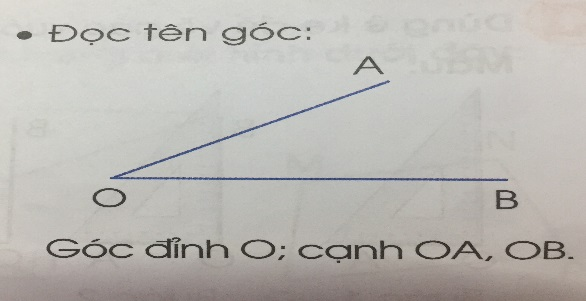 • Đọc tên góc:
A
O
B
Góc đỉnh O; cạnh OA, OB.